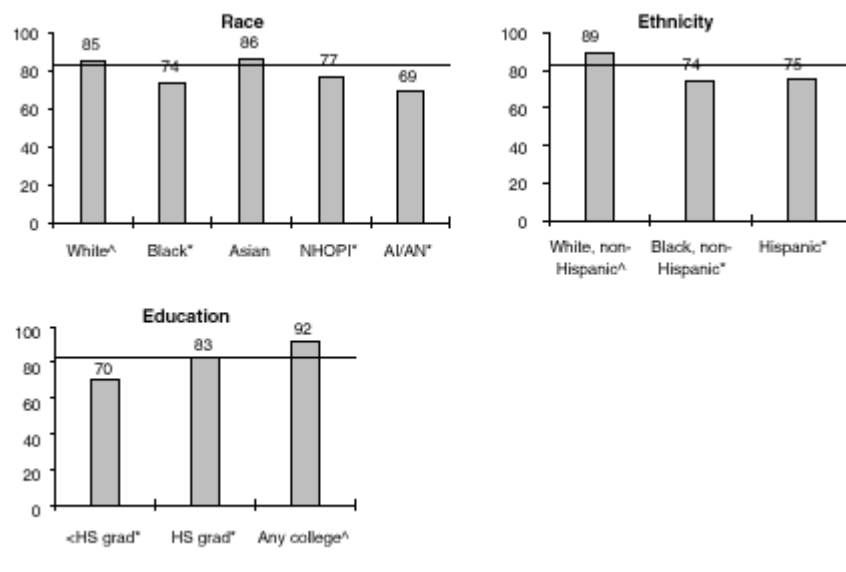 Race
100
80
60
40
20
0
85
74
86
77
69
White^
Black*
Asian
NHOPI*
AI/AN*
Ethnicity
100
80
60
40
20
0
89
74
75
White, non-
Hispanic^
Black, non-
Hispanic*
Hispanic*
Education
100
80
60
40
20
0
70
83
92
<HS grad*
HS grad*
Any college^